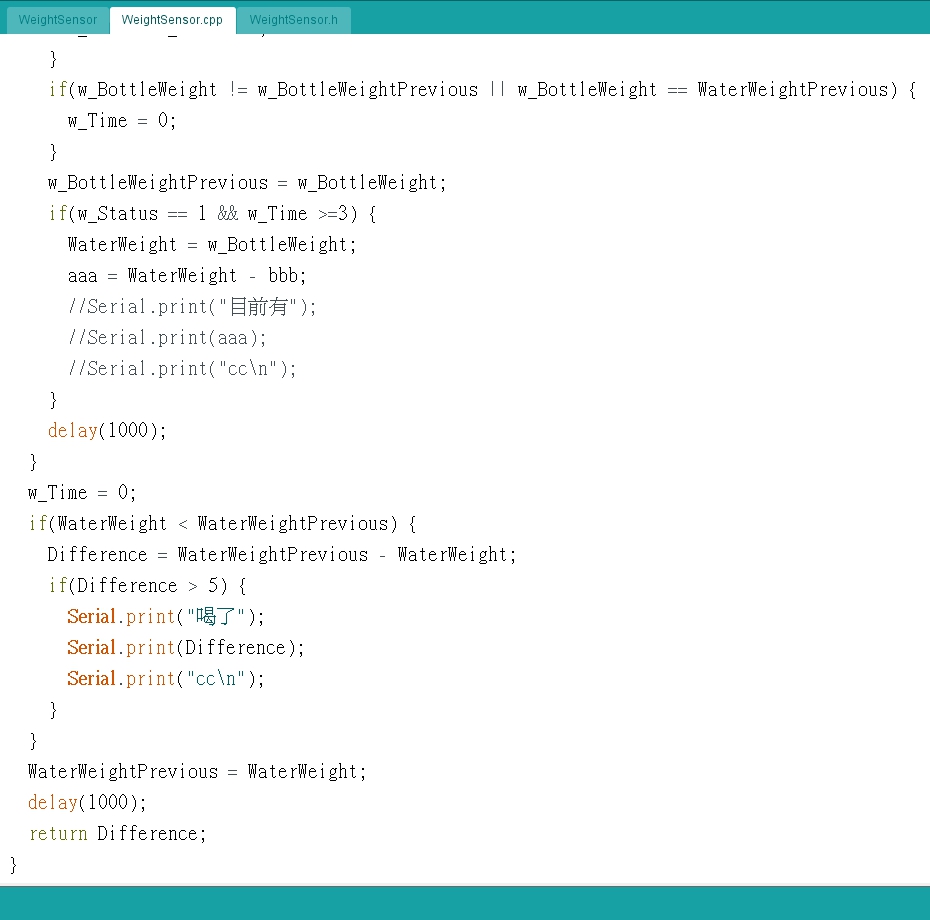 WeightSensor WeightSensor.cpp WeightSensor.h
}
if(w_BottleWeight != w_BottleWeightPrevious || w_BottleWeight == WaterWeightPrevious) {
w_Time = 0;
}
w_BottleWeightPrevious = w_BottleWeight;
if(w_Status == 1 && w_Time >=3) {
WaterWeight = w_BottleWeight;
aaa = WaterWeight - bbb;
//Serial.print("目前有");
//Serial.print(aaa);
//Serial.print("cc\n");
}
delay(1000);
}
w_Time = 0;
if(WaterWeight < WaterWeightPrevious) {
Difference = WaterWeightPrevious - WaterWeight;
if(Difference > 5) {
Serial.print("喝了");
Serial.print(Difference);
Serial.print("cc\n");
}
}
WaterWeightPrevious = WaterWeight;
delay(1000);
return Difference;
}